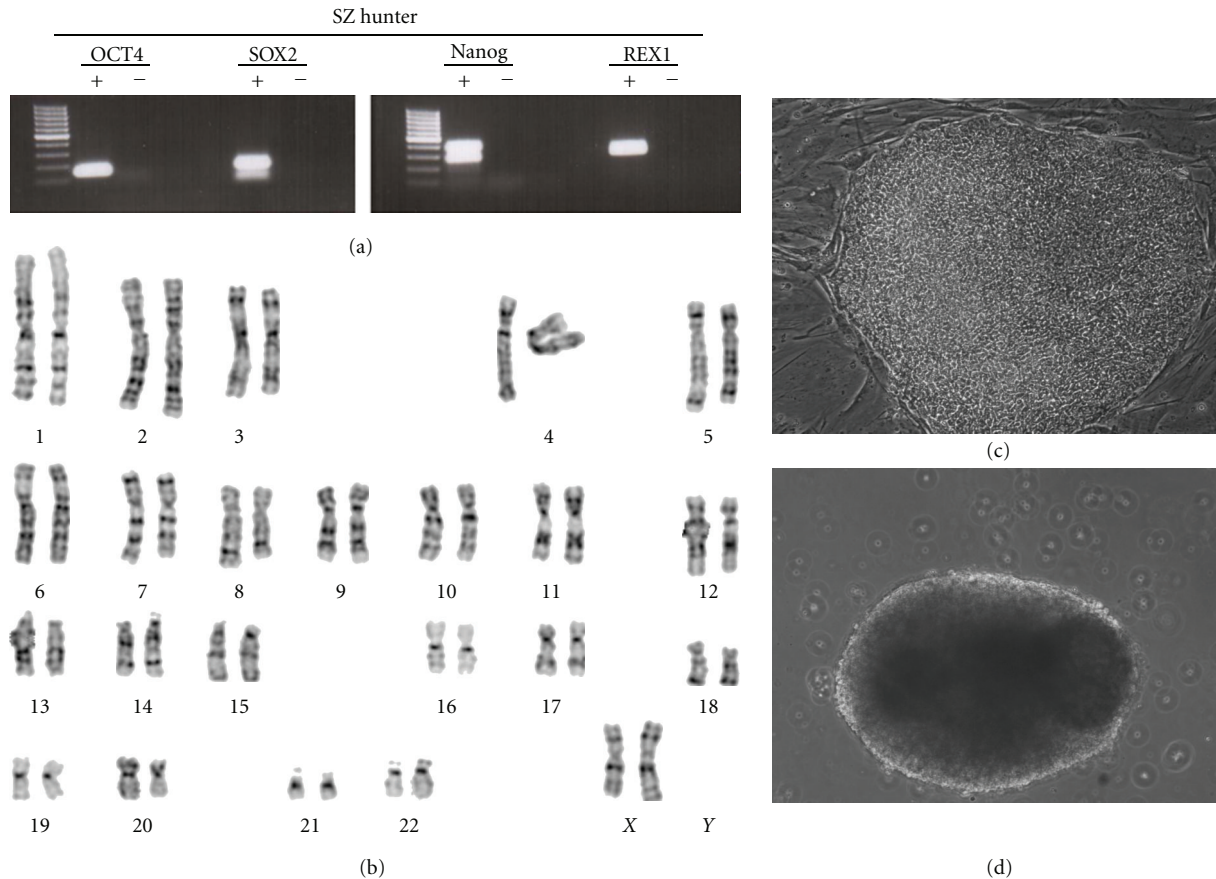 SZ hunter
OCT4 SOX2 Nanog REX1
+ − + − + − + −
(a)
1 2 3 4 5
6 7 8 9 10 11 12
13 14 15 16 17 18
19 20 21 22 X Y
(b)
(c)
(d)